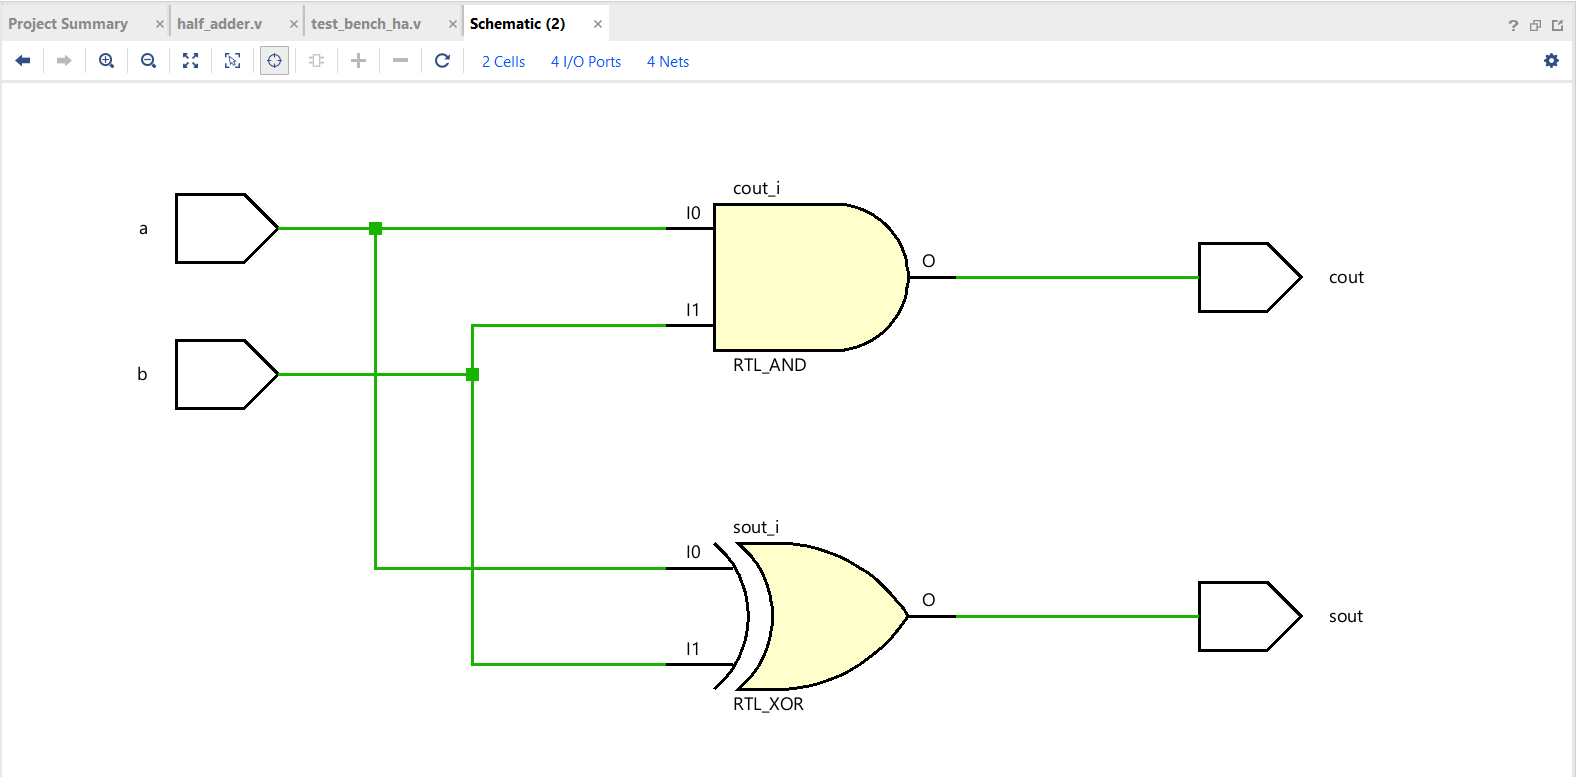 Project Summary × half_adder.v × test_bench_ha.v × Schematic (2) ×
2 Cells 4 I/O Ports 4 Nets
cout_i
I0
a
O
cout
I1
RTL_AND
b
sout_i
I0
O
sout
I1
RTL_XOR